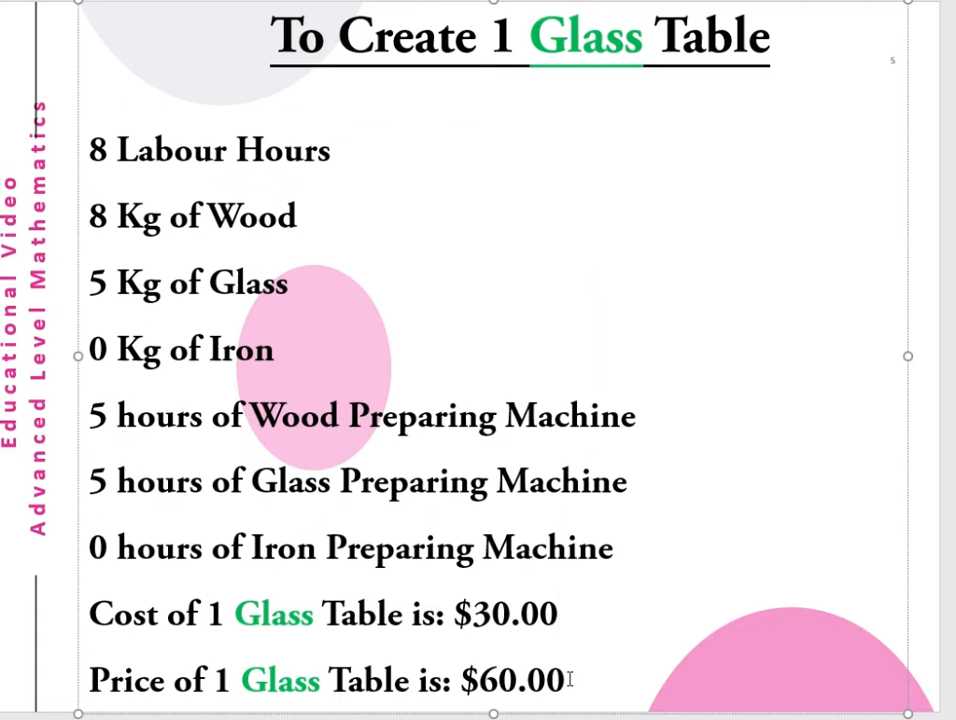 To Create 1 Glass Table
5
Educational Video
Advanced Level Mathematics
8 Labour Hours
8 Kg of Wood
5 Kg of Glass
0 Kg of Iron
5 hours of Wood Preparing Machine
5 hours of Glass Preparing Machine
0 hours of Iron Preparing Machine
Cost of 1 Glass Table is: $30.00
Price of 1 Glass Table is: $60.00